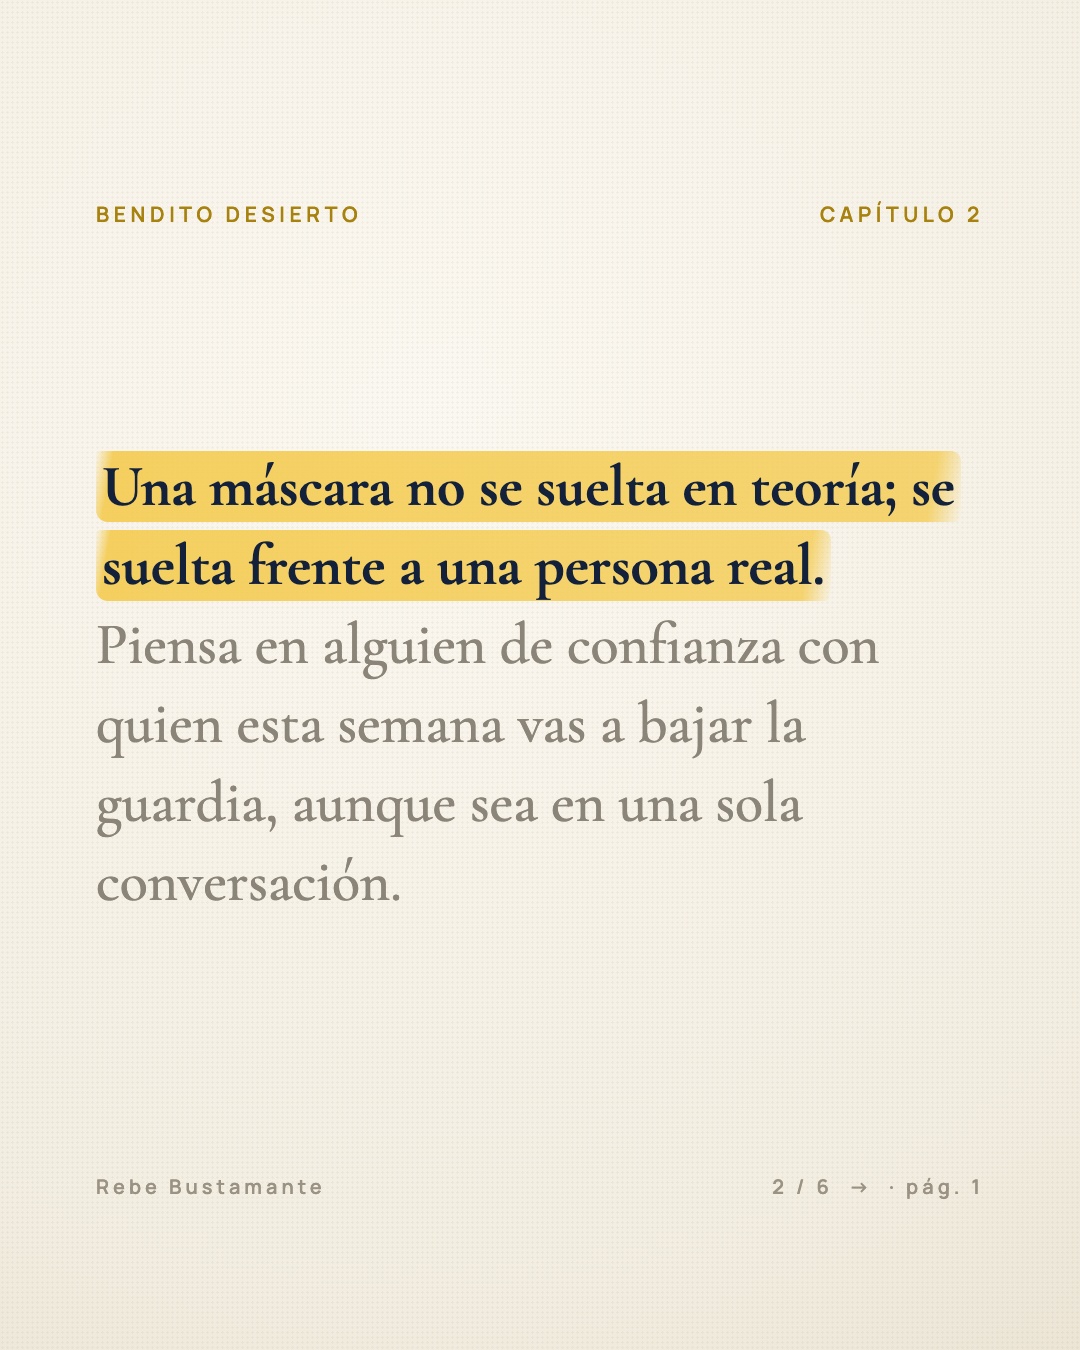 BENDITO DESIERTO
CAPÍTULO 2
Una máscara no se suelta en teoría; se
suelta frente a una persona real.
Piensa en alguien de confianza con
quien esta semana vas a bajar la
guardia, aunque sea en una sola
conversación.
Rebe Bustamante
2 / 6 → · pág. 1